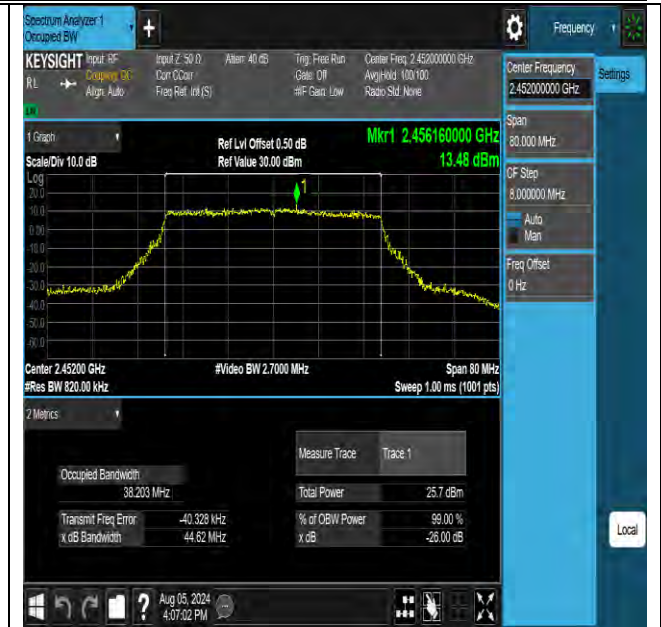 Spectrum Analyzer 1
Occupied BW
Frequency
KEYSIGHT
Input: RF
Input Z: 50 Ω
Atten: 40 dB
Trig: Free Run
Center Freq: 2.452000000 GHz
RL
Coupling: DC
Corr CCorr
Gate: Off
Avg|Hold: 100/100
Align: Auto
Freq Ref: Int (S)
#IF Gain: Low
Radio Std: None
1 Graph
Ref Lvl Offset 0.50 dB
Mkr1 2.456160000 GHz
Scale/Div 10.0 dB
Ref Value 30.00 dBm
13.48 dBm
Log
20.0
10.0
0.00
-10.0
-20.0
-30.0
-40.0
-50.0
-60.0
1
Center 2.45200 GHz
#Video BW 2.7000 MHz
Span 80 MHz
#Res BW 820.00 kHz
Sweep 1.00 ms (1001 pts)
2 Metrics
Measure Trace
Trace 1
Occupied Bandwidth
38.203 MHz
Total Power
25.7 dBm
Transmit Freq Error
-40.328 kHz
% of OBW Power
99.00 %
x dB Bandwidth
44.62 MHz
x dB
-26.00 dB
Center Frequency
2.452000000 GHz
Settings
Span
80.000 MHz
CF Step
8.000000 MHz
Auto
Man
Freq Offset
0 Hz
Local
?
Aug 05, 2024
4:07:02 PM